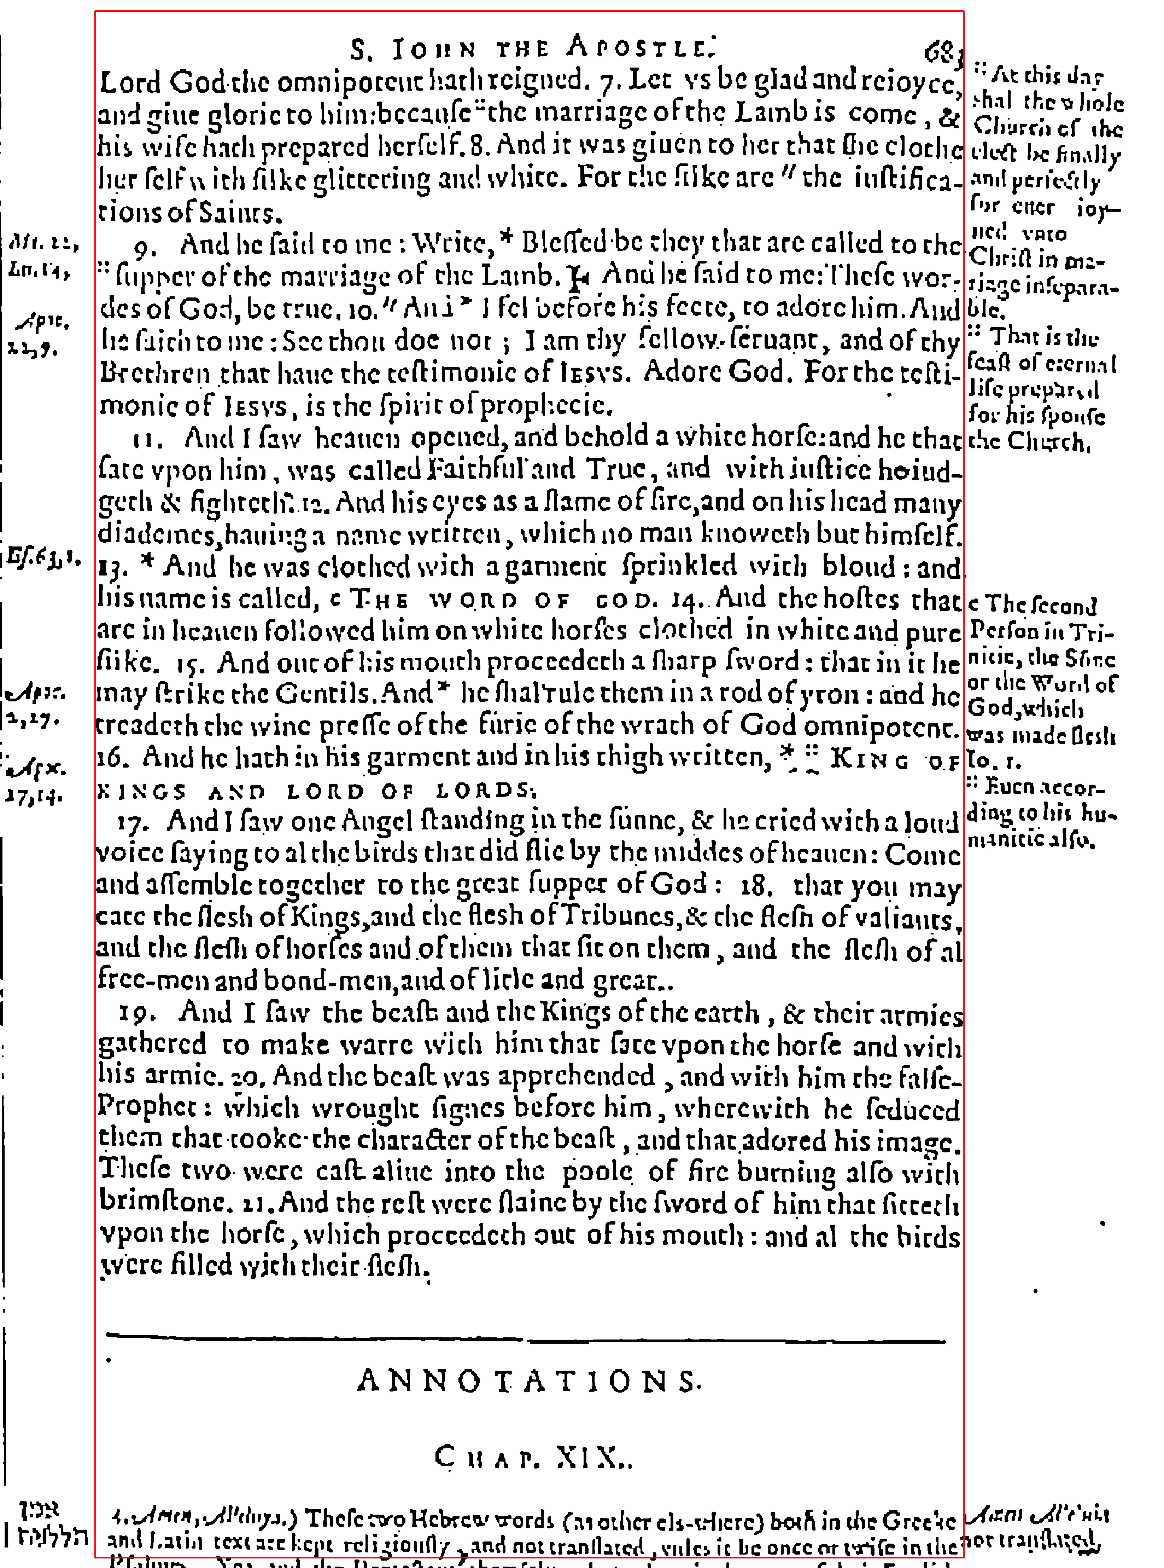 S. IOHN THE APOSTLE.
Lord God the omnipotent hath reigned. 7. Let vs be glad and reioyce,
and giue glorie to him: becauſe "the marriage of the Lamb is come, &
his wife hath prepared herſelf. 8. And it was giuen to her that ſhe clothe
her ſelf with ſilke glittering and white. For the ſilke are " the iuſtifica-
tions of Saints.
9. And he ſaid to me: Write, * Bleſſed be they that are called to the
:: ſupper of the marriage of the Lamb. And he ſaid to me: Theſe wor-
des of God, be true. 10. " And * I fel before his feete, to adore him. And
he ſaith to me: See thou doe not; I am thy fellow-ſeruant, and of thy
Brethren that haue the teſtimonie of IESVS. Adore God. For the teſti-
monie of IESVS, is the ſpirit of prophecie.
11. And I ſaw heauen opened, and behold a white horſe: and he that
ſate vpon him, was called Faithful and True, and with iuſtice he iud-
geth & fighteth. 12. And his eyes as a flame of fire, and on his head many
diademes, hauing a name written, which no man knoweth but himſelf.
13. * And he was clothed with a garment ſprinkled with bloud: and
his name is called, c THE WORD OF GOD. 14. And the hoſtes that
are in heauen followed him on white horſes clothed in white and pure
ſilke. 15. And out of his mouth proceedeth a ſharp ſword: that in it he
may ſtrike the Gentils. And * he ſhal rule them in a rod of yron: and he
treadeth the wine preſſe of the furie of the wrath of God omnipotent.
16. And he hath in his garment and in his thigh written, * :: KING OF
KINGS AND LORD OF LORDS.
17. And I ſaw one Angel ſtanding in the ſunne, & he cried with a loud
voice ſaying to al the birds that did flie by the middes of heauen: Come
and aſſemble together to the great ſupper of God: 18. that you may
eate the fleſh of Kings, and the fleſh of Tribunes, & the fleſh of valiants,
and the fleſh of horſes and of them that ſit on them, and the fleſh of al
free-men and bond-men, and of litle and great..
19. And I ſaw the beaſt and the Kings of the earth, & their armies
gathered to make warre with him that ſate vpon the horſe and with
his armie. 20. And the beaſt was apprehended, and with him the falſe-
Prophet: which wrought ſignes before him, wherewith he ſeduced
them that tooke the character of the beaſt, and that adored his image.
Theſe two were caſt aliue into the poole of fire burning alſo with
brimſtone. 21. And the reſt were ſlaine by the ſword of him that ſitteth
vpon the horſe, which proceedeth out of his mouth: and al the birds
were filled with their fleſh.
ANNOTATIONS.
CHAP. XIX..
Theſe two Hebrew words (as other els-where) both in the Greeke
and Latin text are kept religiouſly, and not tranſlated, vnles it be once or twiſe in the
Mt. 22,
Lu. 14,
Apoc.
22, 9.
Eſ. 63, 1.
Apoc.
2, 27.
Apoc.
17, 14.
אמן
:: At this day
ſhal the whole
Church of the
elect be finally
and perfectly
for euer ioy-
ned vnto
Chriſt in ma-
riage inſepara-
ble.
:: That is the
feaſt of eternal
life prepared
for his ſpouſe
the Church.
c The ſecond
Perſon in Tri-
nitie, the Sonne
or the Word of
God, which
was made fleſh
Io. 1.
:: Euen accor-
ding to his hu-
manitie alſo.
not tranſlated.